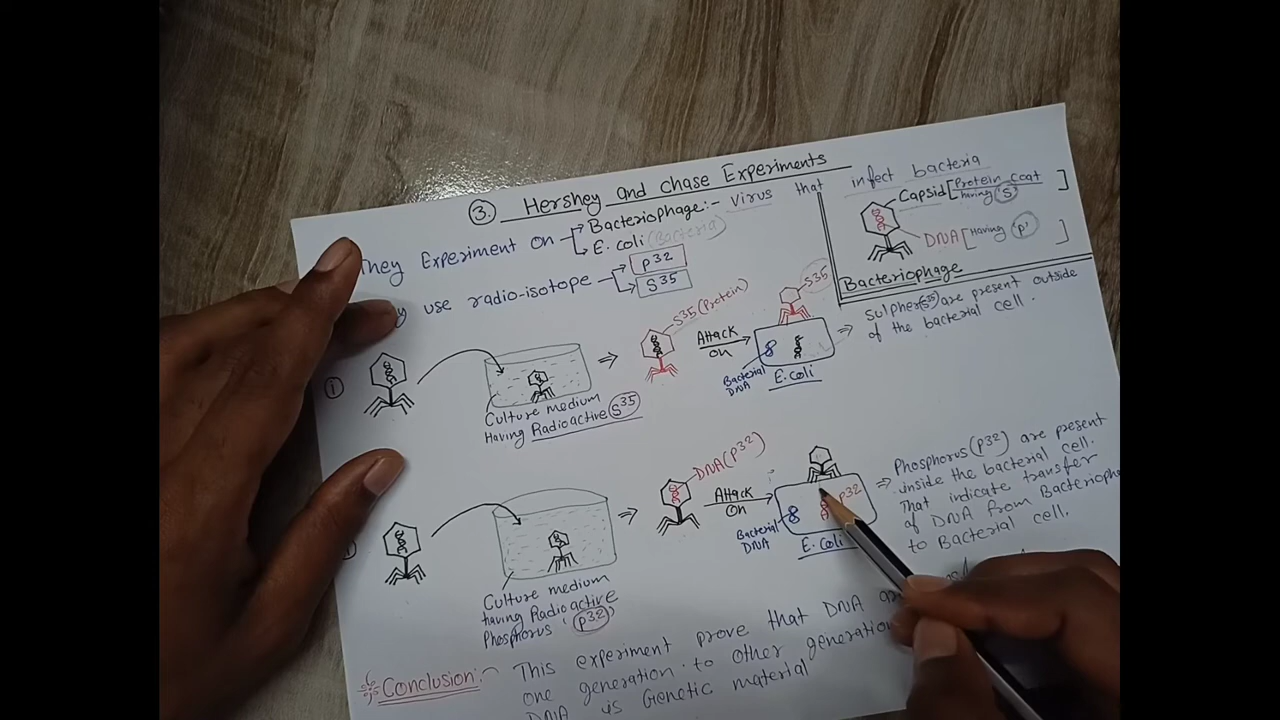 3. Hershey and chase Experiments
They Experiment on
Bacteriophage:- virus that infect bacteria
E.coli (Bacteria)
use radio-isotope
P32
S35
Capsid [Protein coat having 'S']
DNA [Having 'P']
Bacteriophage
i
Culture medium
Having Radioactive S35
S35 (Protein)
Attack
on
S35
Bacterial
DNA
E.coli
Sulpher(S35) are present outside
of the bacterial cell.
Culture medium
having Radioactive
Phosphorus 'P32'
DNA (P32)
Attack
on
P32
Bacterial
DNA
E.coli
Phosphorus (P32) are present
inside the bacterial cell.
That indicate transfer
of DNA from Bacteriopha
to Bacterial cell.
Conclusion:-
This experiment prove that DNA are
one generation to other generation
DNA is Genetic material